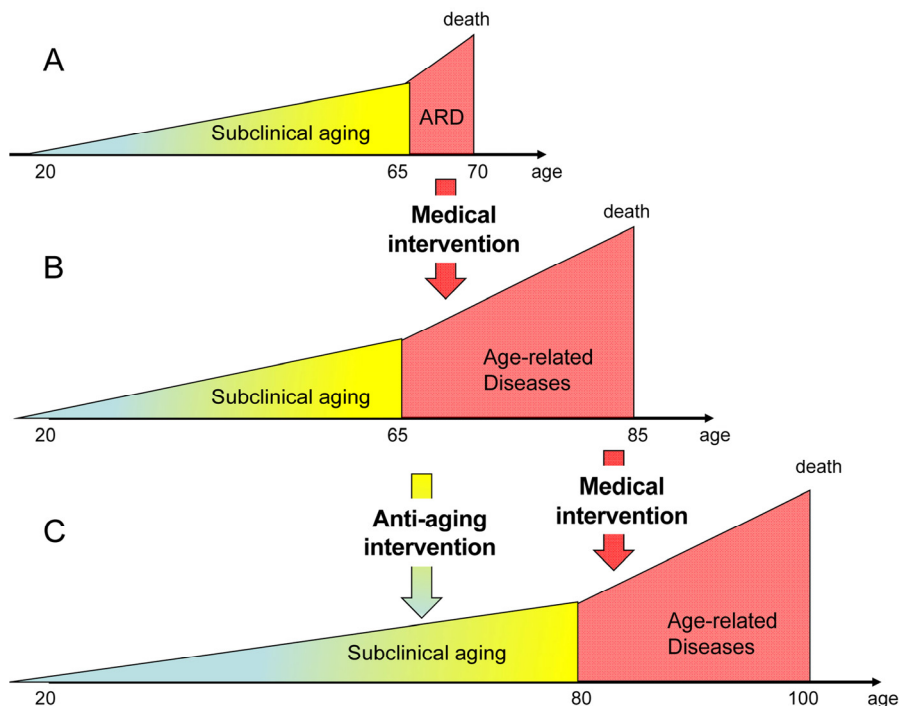 death
A
Subclinical aging
ARD
20
65
70
age
Medical
intervention
death
B
Age-related
Diseases
Subclinical aging
20
65
85
age
Anti-aging
intervention
Medical
intervention
death
C
Age-related
Diseases
Subclinical aging
20
80
100
age